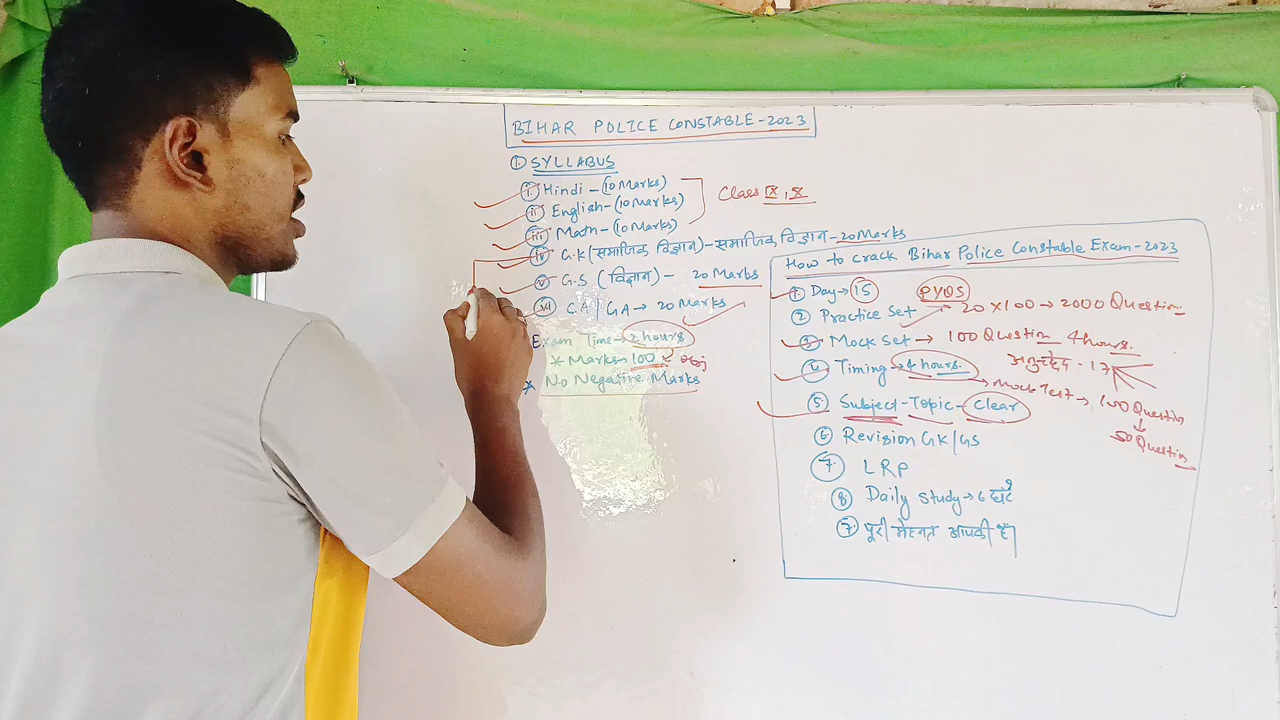 BIHAR POLICE CONSTABLE-2023
① SYLLABUS
(i) Hindi - (10 Marks)
(ii) English - (10 Marks)
(iii) Math - (10 Marks)
Class IX, X
(iv) G.K (समाजिक विज्ञान) - समाजिक विज्ञान - 20 Marks
(v) G.S (विज्ञान) - 20 Marks
(vi) C.A/GA → 20 Marks
Exam Time → 2 hours
* Marks - 100
* No Negative Marks
How to crack Bihar Police Constable Exam-2023
① Day → 15 PYQS
② Practice Set → 20 × 100 → 2000 Question
③ Mock Set → 100 Question 4 hours.
④ Timing → 4 hours. अनुच्छेद - 17
→ Mock Test → 100 Question
↓
50 Question
⑤ Subject - Topic - Clear
⑥ Revision GK/GS
⑦ LRP
⑧ Daily study → 6 घंटे
⑦ पूरी मेहनत आपकी है।